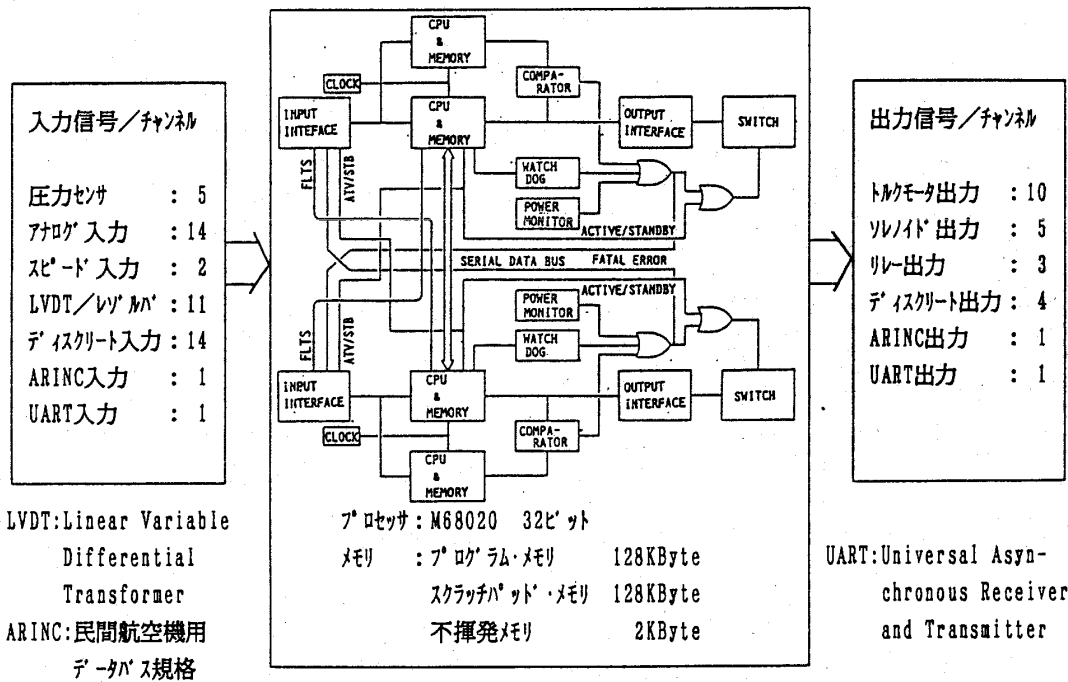 入力信号/チャンネル
圧力センサ : 5
アナログ入力 : 14
スピード入力 : 2
LVDT/レゾルバ : 11
ディスクリート入力 : 14
ARINC入力 : 1
UART入力 : 1
LVDT:Linear Variable
Differential
Transformer
ARINC:民間航空機用
データバス規格
CPU
&
MEMORY
CLOCK
COMPA-
RATOR
INPUT
INTEFACE
CPU
&
MEMORY
OUTPUT
INTERFACE
SWITCH
FLTS
ATV/STB
WATCH
DOG
POWER
MONITOR
ACTIVE/STANDBY
SERIAL DATA BUS FATAL ERROR
ACTIVE/STANDBY
POWER
MONITOR
WATCH
DOG
FLTS
ATV/STB
INPUT
INTERFACE
CPU
&
MEMORY
OUTPUT
INTERFACE
SWITCH
CLOCK
COMPA-
RATOR
CPU
&
MEMORY
プロセッサ : M68020 32ビット
メモリ : プログラム・メモリ 128KByte
スクラッチパッド・メモリ 128KByte
不揮発メモリ 2KByte
出力信号/チャンネル
トルクモータ出力 : 10
ソレノイド出力 : 5
リレー出力 : 3
ディスクリート出力 : 4
ARINC出力 : 1
UART出力 : 1
UART:Universal Asyn-
chronous Receiver
and Transmitter